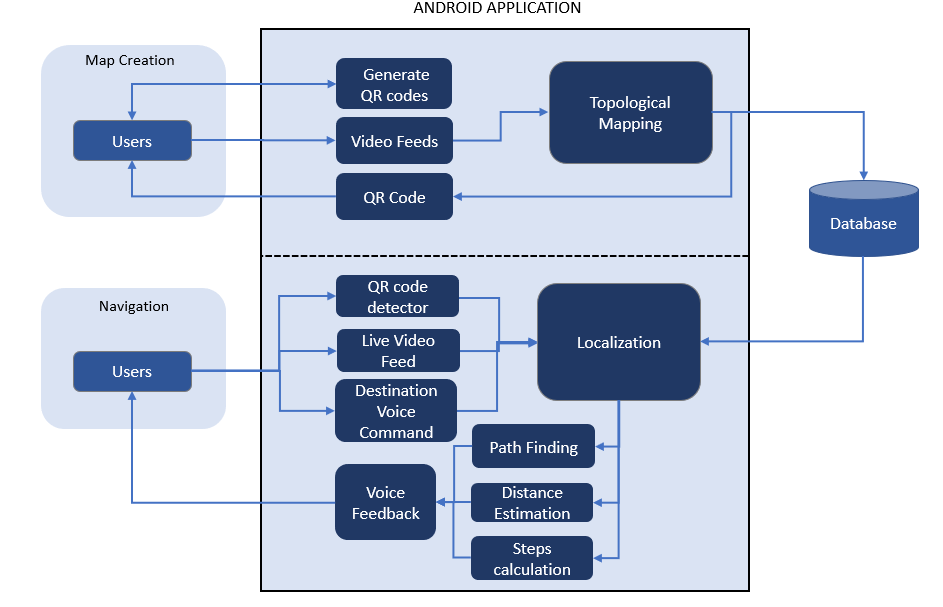 ANDROID APPLICATION
Map Creation
Users
Generate
QR codes
Video Feeds
QR Code
Topological
Mapping
Database
Navigation
Users
QR code
detector
Live Video
Feed
Destination
Voice
Command
Localization
Path Finding
Distance
Estimation
Steps
calculation
Voice
Feedback